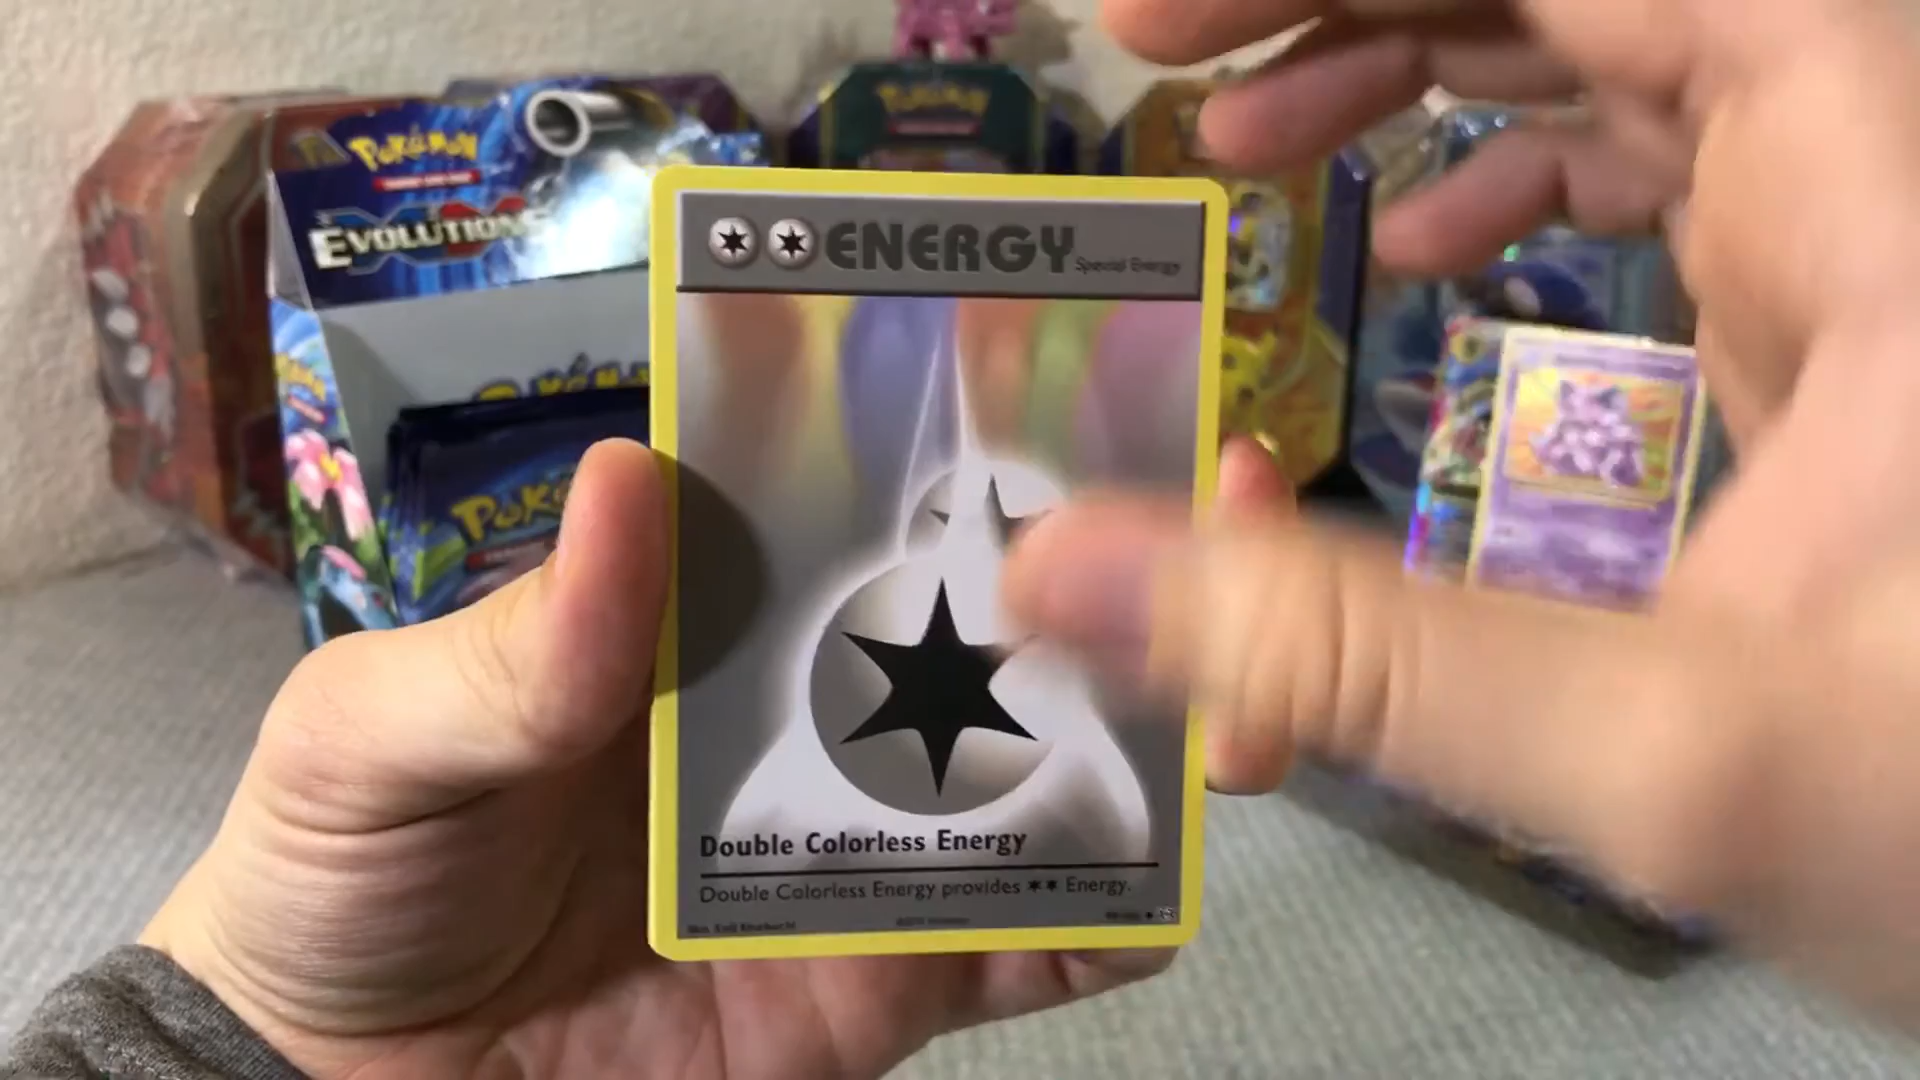 POKéMON
EVOLUTIONS
POKéMON
ENERGY Special Energy
Double Colorless Energy
Double Colorless Energy provides ✶✶ Energy.